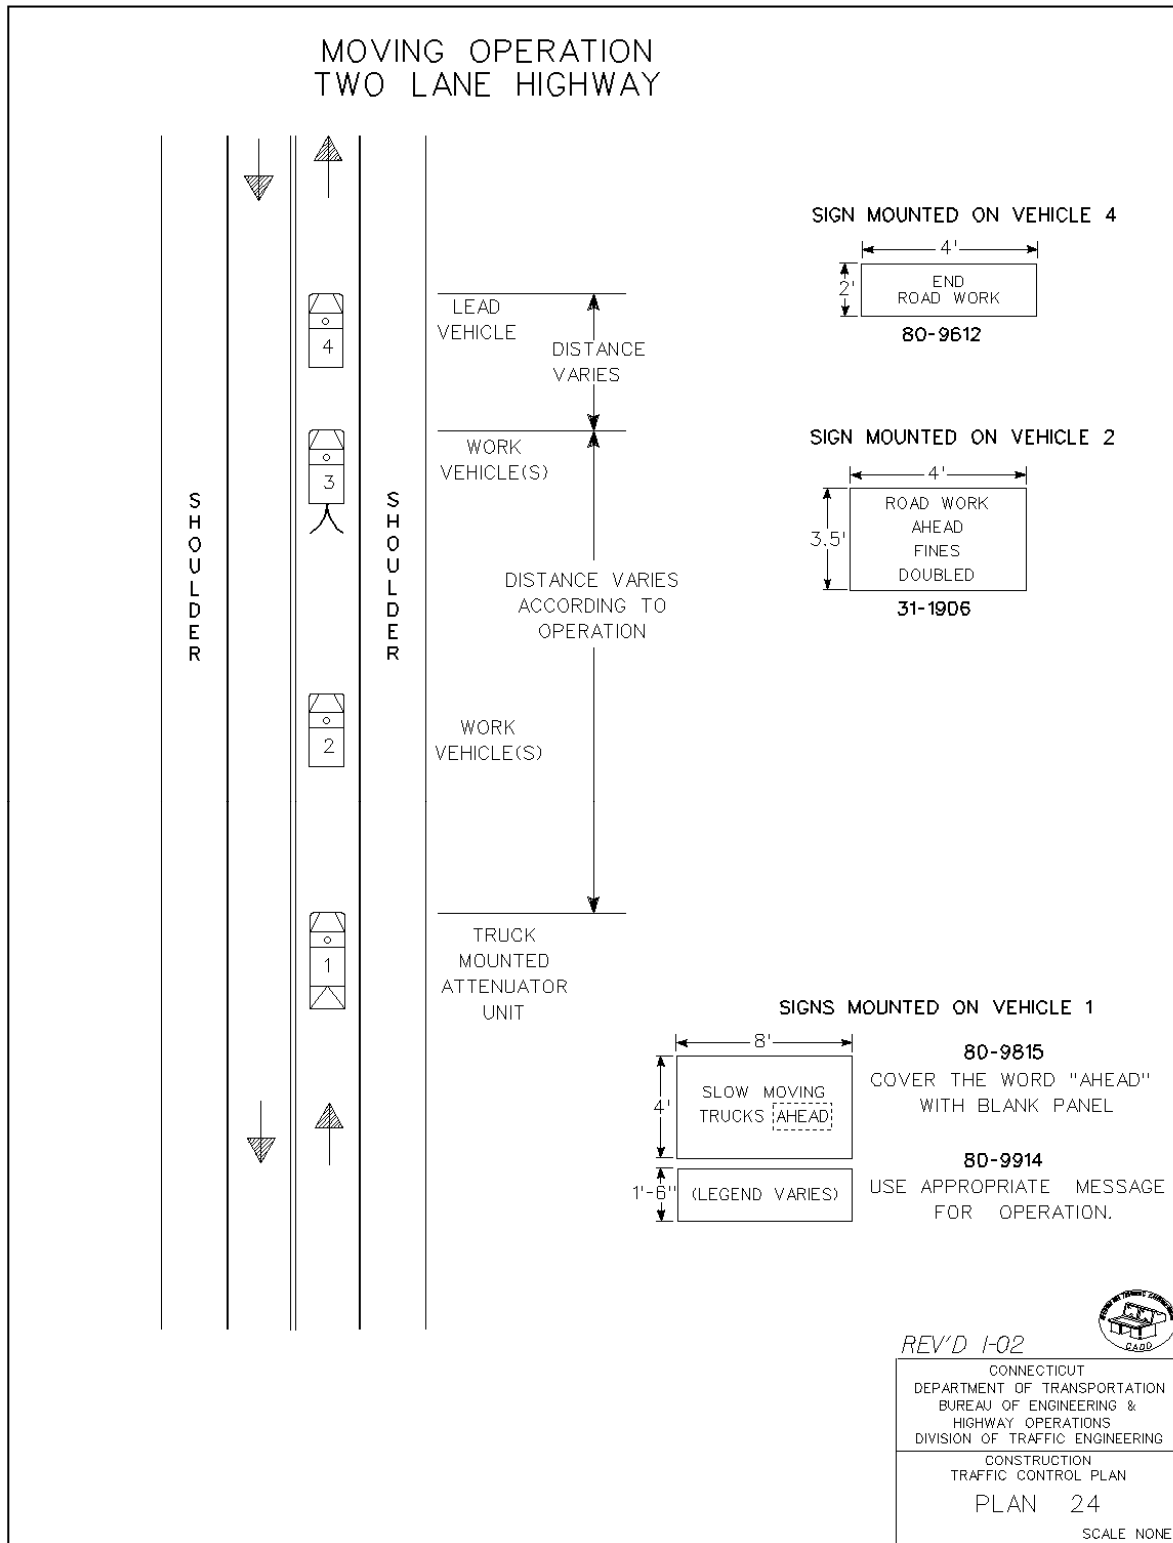 MOVING OPERATION
TWO LANE HIGHWAY
SIGN MOUNTED ON VEHICLE 4
4'
2'
END
ROAD WORK
80-9612
LEAD
VEHICLE
4
DISTANCE
VARIES
WORK
VEHICLE(S)
3
SIGN MOUNTED ON VEHICLE 2
4'
3.5'
ROAD WORK
AHEAD
FINES
DOUBLED
31-1906
SHOULDER
SHOULDER
DISTANCE VARIES
ACCORDING TO
OPERATION
2
WORK
VEHICLE(S)
1
TRUCK
MOUNTED
ATTENUATOR
UNIT
SIGNS MOUNTED ON VEHICLE 1
8'
4'
SLOW MOVING
TRUCKS AHEAD
80-9815
COVER THE WORD "AHEAD"
WITH BLANK PANEL
1'-6"
(LEGEND VARIES)
80-9914
USE APPROPRIATE MESSAGE
FOR OPERATION.
CADD
REV'D 1-02
CONNECTICUT
DEPARTMENT OF TRANSPORTATION
BUREAU OF ENGINEERING &
HIGHWAY OPERATIONS
DIVISION OF TRAFFIC ENGINEERING
CONSTRUCTION
TRAFFIC CONTROL PLAN
PLAN 24
SCALE NONE